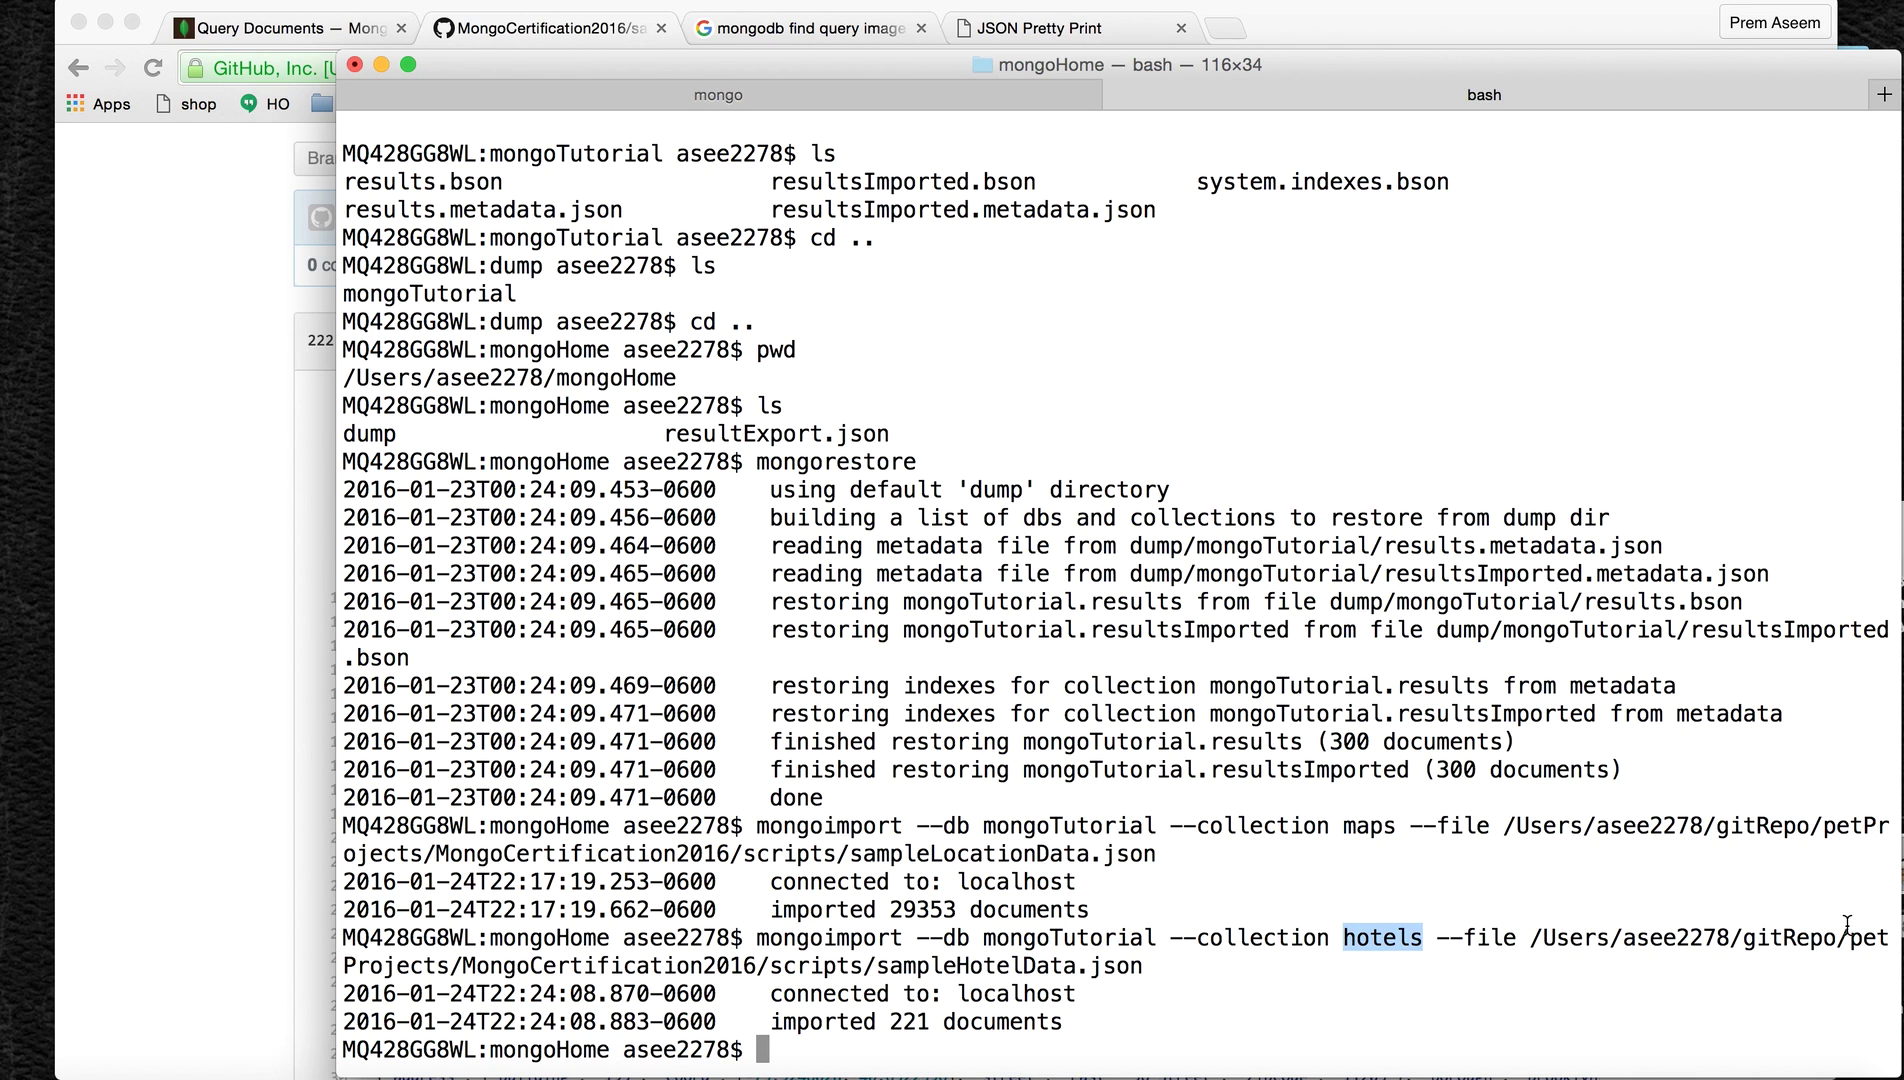 Query Documents — Mong
MongoCertification2016/sa
mongodb find query image
JSON Pretty Print
Prem Aseem
GitHub, Inc. [U
mongoHome — bash — 116×34
Apps
shop
HO
mongo
bash
Bra
0 co
222
MQ428GG8WL:mongoTutorial asee2278$ ls
results.bson resultsImported.bson system.indexes.bson
results.metadata.json resultsImported.metadata.json
MQ428GG8WL:mongoTutorial asee2278$ cd ..
MQ428GG8WL:dump asee2278$ ls
mongoTutorial
MQ428GG8WL:dump asee2278$ cd ..
MQ428GG8WL:mongoHome asee2278$ pwd
/Users/asee2278/mongoHome
MQ428GG8WL:mongoHome asee2278$ ls
dump resultExport.json
MQ428GG8WL:mongoHome asee2278$ mongorestore
2016-01-23T00:24:09.453-0600 using default 'dump' directory
2016-01-23T00:24:09.456-0600 building a list of dbs and collections to restore from dump dir
2016-01-23T00:24:09.464-0600 reading metadata file from dump/mongoTutorial/results.metadata.json
2016-01-23T00:24:09.465-0600 reading metadata file from dump/mongoTutorial/resultsImported.metadata.json
2016-01-23T00:24:09.465-0600 restoring mongoTutorial.results from file dump/mongoTutorial/results.bson
2016-01-23T00:24:09.465-0600 restoring mongoTutorial.resultsImported from file dump/mongoTutorial/resultsImported
.bson
2016-01-23T00:24:09.469-0600 restoring indexes for collection mongoTutorial.results from metadata
2016-01-23T00:24:09.471-0600 restoring indexes for collection mongoTutorial.resultsImported from metadata
2016-01-23T00:24:09.471-0600 finished restoring mongoTutorial.results (300 documents)
2016-01-23T00:24:09.471-0600 finished restoring mongoTutorial.resultsImported (300 documents)
2016-01-23T00:24:09.471-0600 done
MQ428GG8WL:mongoHome asee2278$ mongoimport --db mongoTutorial --collection maps --file /Users/asee2278/gitRepo/petPr
ojects/MongoCertification2016/scripts/sampleLocationData.json
2016-01-24T22:17:19.253-0600 connected to: localhost
2016-01-24T22:17:19.662-0600 imported 29353 documents
MQ428GG8WL:mongoHome asee2278$ mongoimport --db mongoTutorial --collection hotels --file /Users/asee2278/gitRepo/pet
Projects/MongoCertification2016/scripts/sampleHotelData.json
2016-01-24T22:24:08.870-0600 connected to: localhost
2016-01-24T22:24:08.883-0600 imported 221 documents
MQ428GG8WL:mongoHome asee2278$